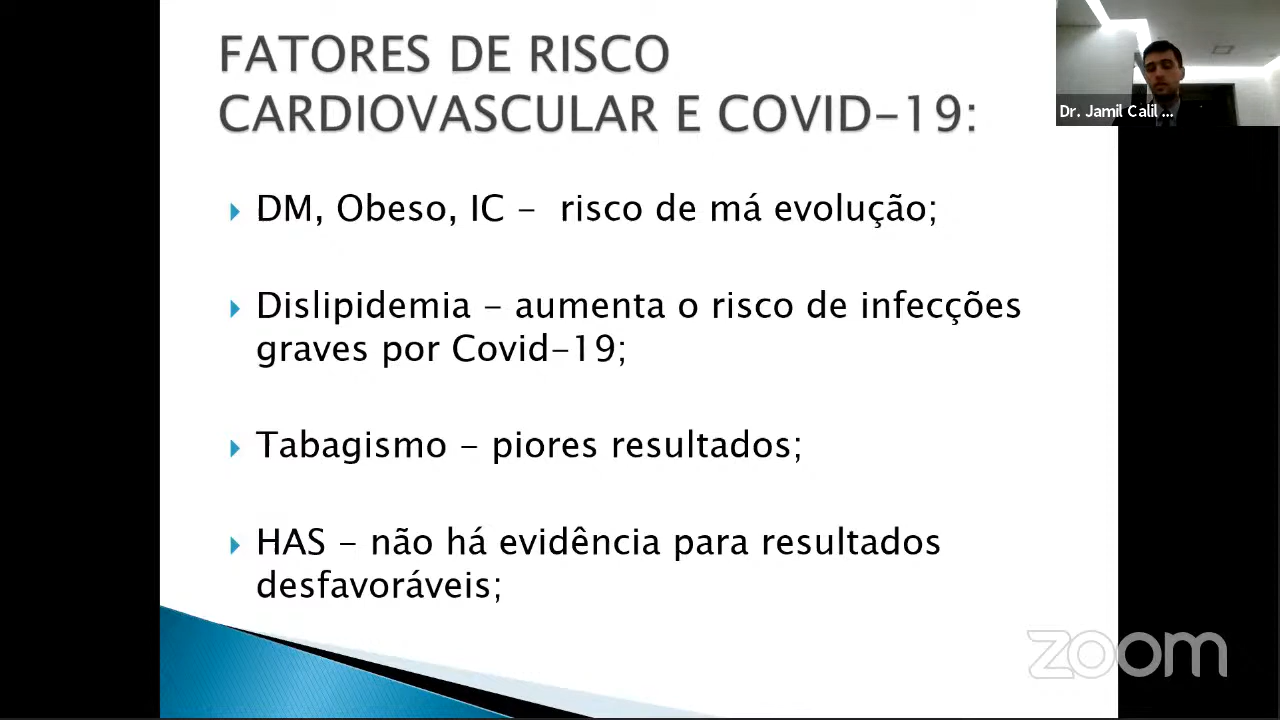 FATORES DE RISCO
CARDIOVASCULAR E COVID-19:
Dr. Jamil Calil ...
DM, Obeso, IC - risco de má evolução;
Dislipidemia - aumenta o risco de infecções
graves por Covid-19;
Tabagismo - piores resultados;
HAS - não há evidência para resultados
desfavoráveis;
zoom